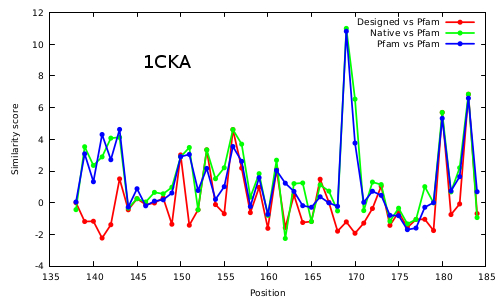 12
10
8
6
4
2
0
-2
-4
135 140 145 150 155 160 165 170 175 180 185
Similarity score
Position
1CKA
Designed vs Pfam
Native vs Pfam
Pfam vs Pfam